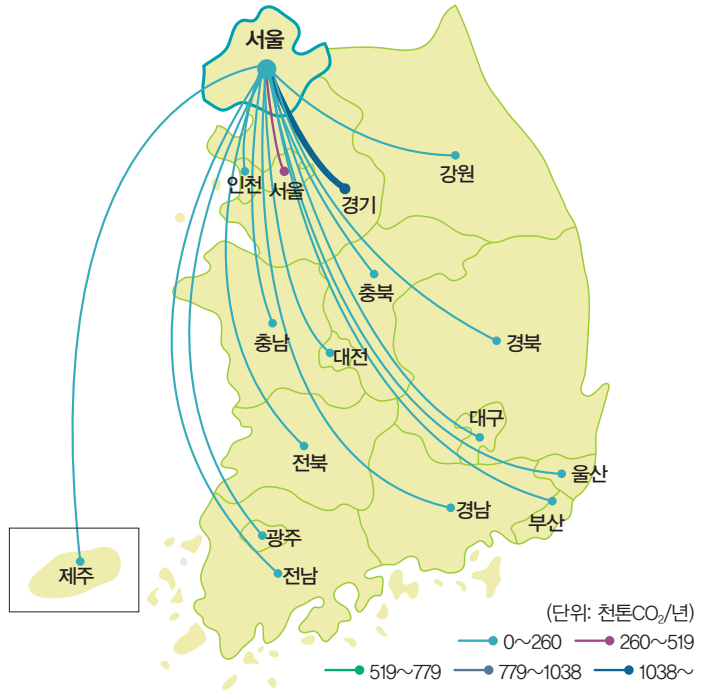 서울
강원
인천
서울
경기
충북
충남
대전
경북
대구
전북
울산
경남
부산
광주
전남
제주
(단위: 천톤CO₂/년)
0~260
260~519
519~779
779~1038
1038~